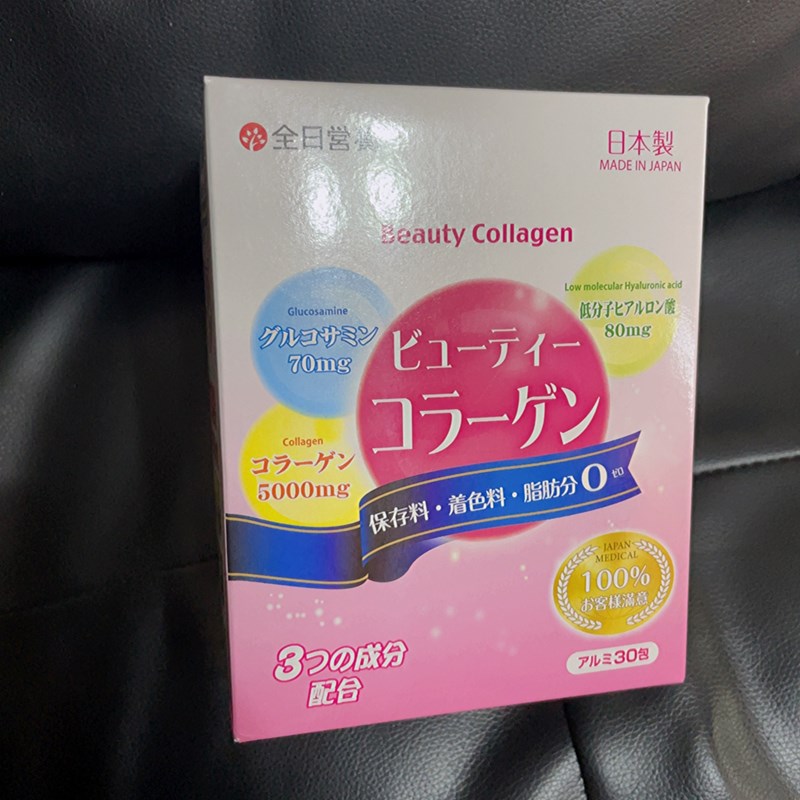 全日営養
日本製
MADE IN JAPAN
Beauty Collagen
Glucosamine
グルコサミン
70mg
Low molecular Hyaluronic acid
低分子ヒアルロン酸
80mg
ビューティー
コラーゲン
Collagen
コラーゲン
5000mg
保存料・着色料・脂肪分0ゼロ
JAPAN
MEDICAL
100%
お客様満意
3つの成分
配合
アルミ30包